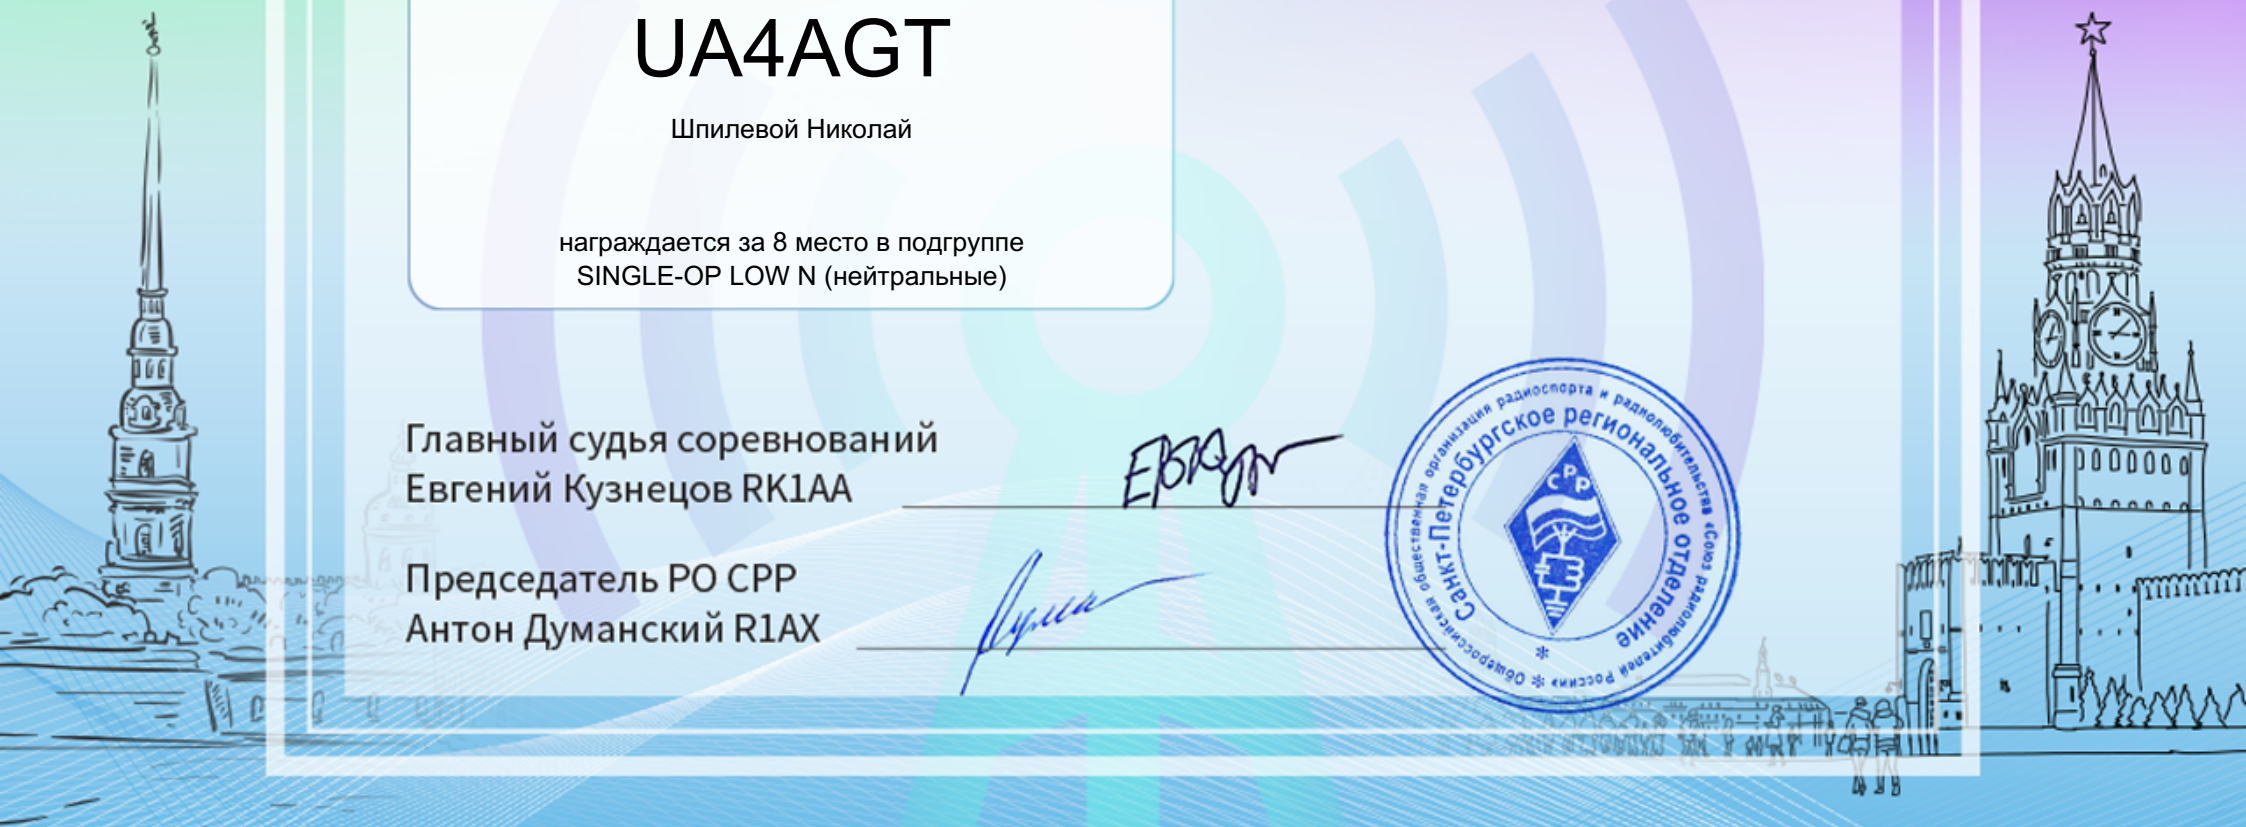 UA4AGT
Шпилевой Николай
награждается за 8 место в подгруппе
SINGLE-OP LOW N (нейтральные)
Главный судья соревнований
Евгений Кузнецов RK1AA
Председатель РО СРР
Антон Думанский R1AX
Общероссийская общественная организация радиоспорта и радиолюбительства «Союз радиолюбителей России»
Санкт-Петербургское региональное отделение
СРР